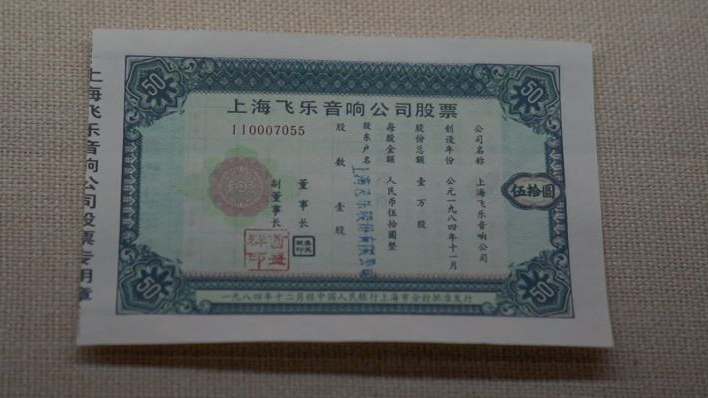 上海飞乐音响公司股票
50
50
50
50
II0007055
公司名称 上海飞乐音响公司
创设年份 公元一九八四年十一月
股份总额 壹万股
每股金额 人民币伍拾圆整
股东户名
股数 壹股
董事长
副董事长
伍拾圆
一九八四年十二月经中国人民银行上海市分行批准发行
上海飞乐音响公司股票专用章